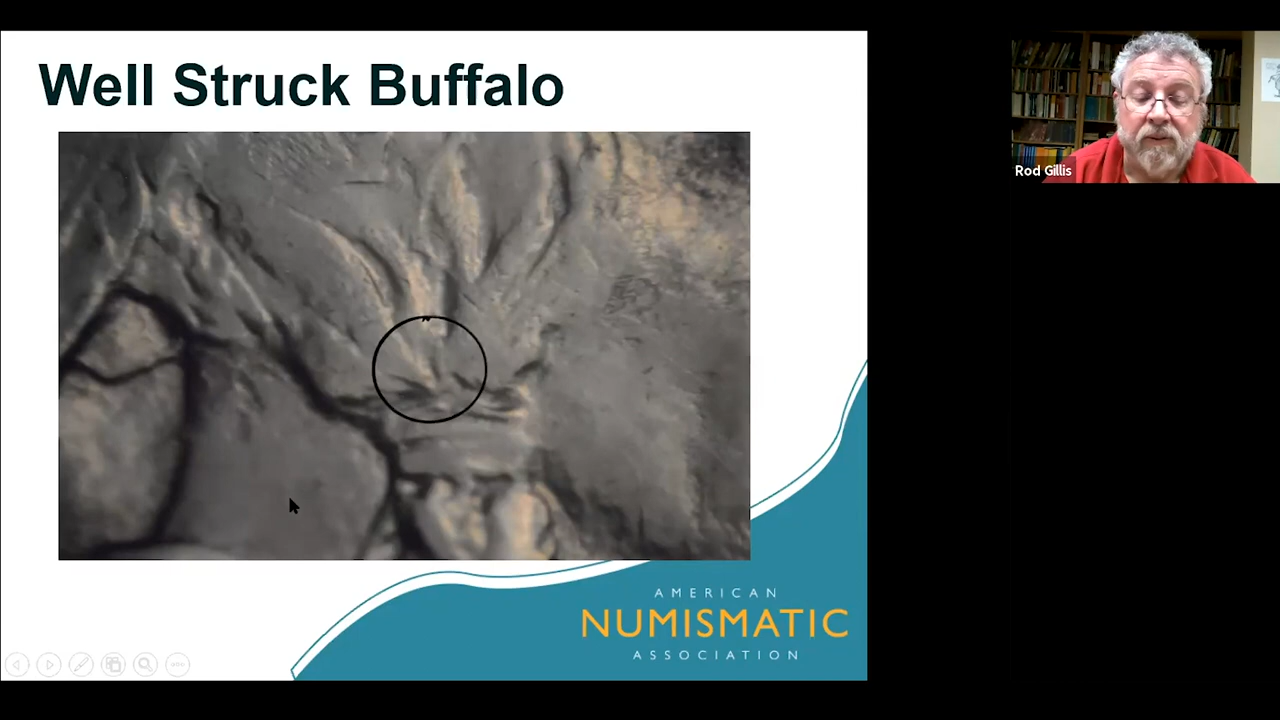 Well Struck Buffalo
Rod Gillis
AMERICAN
NUMISMATIC
ASSOCIATION